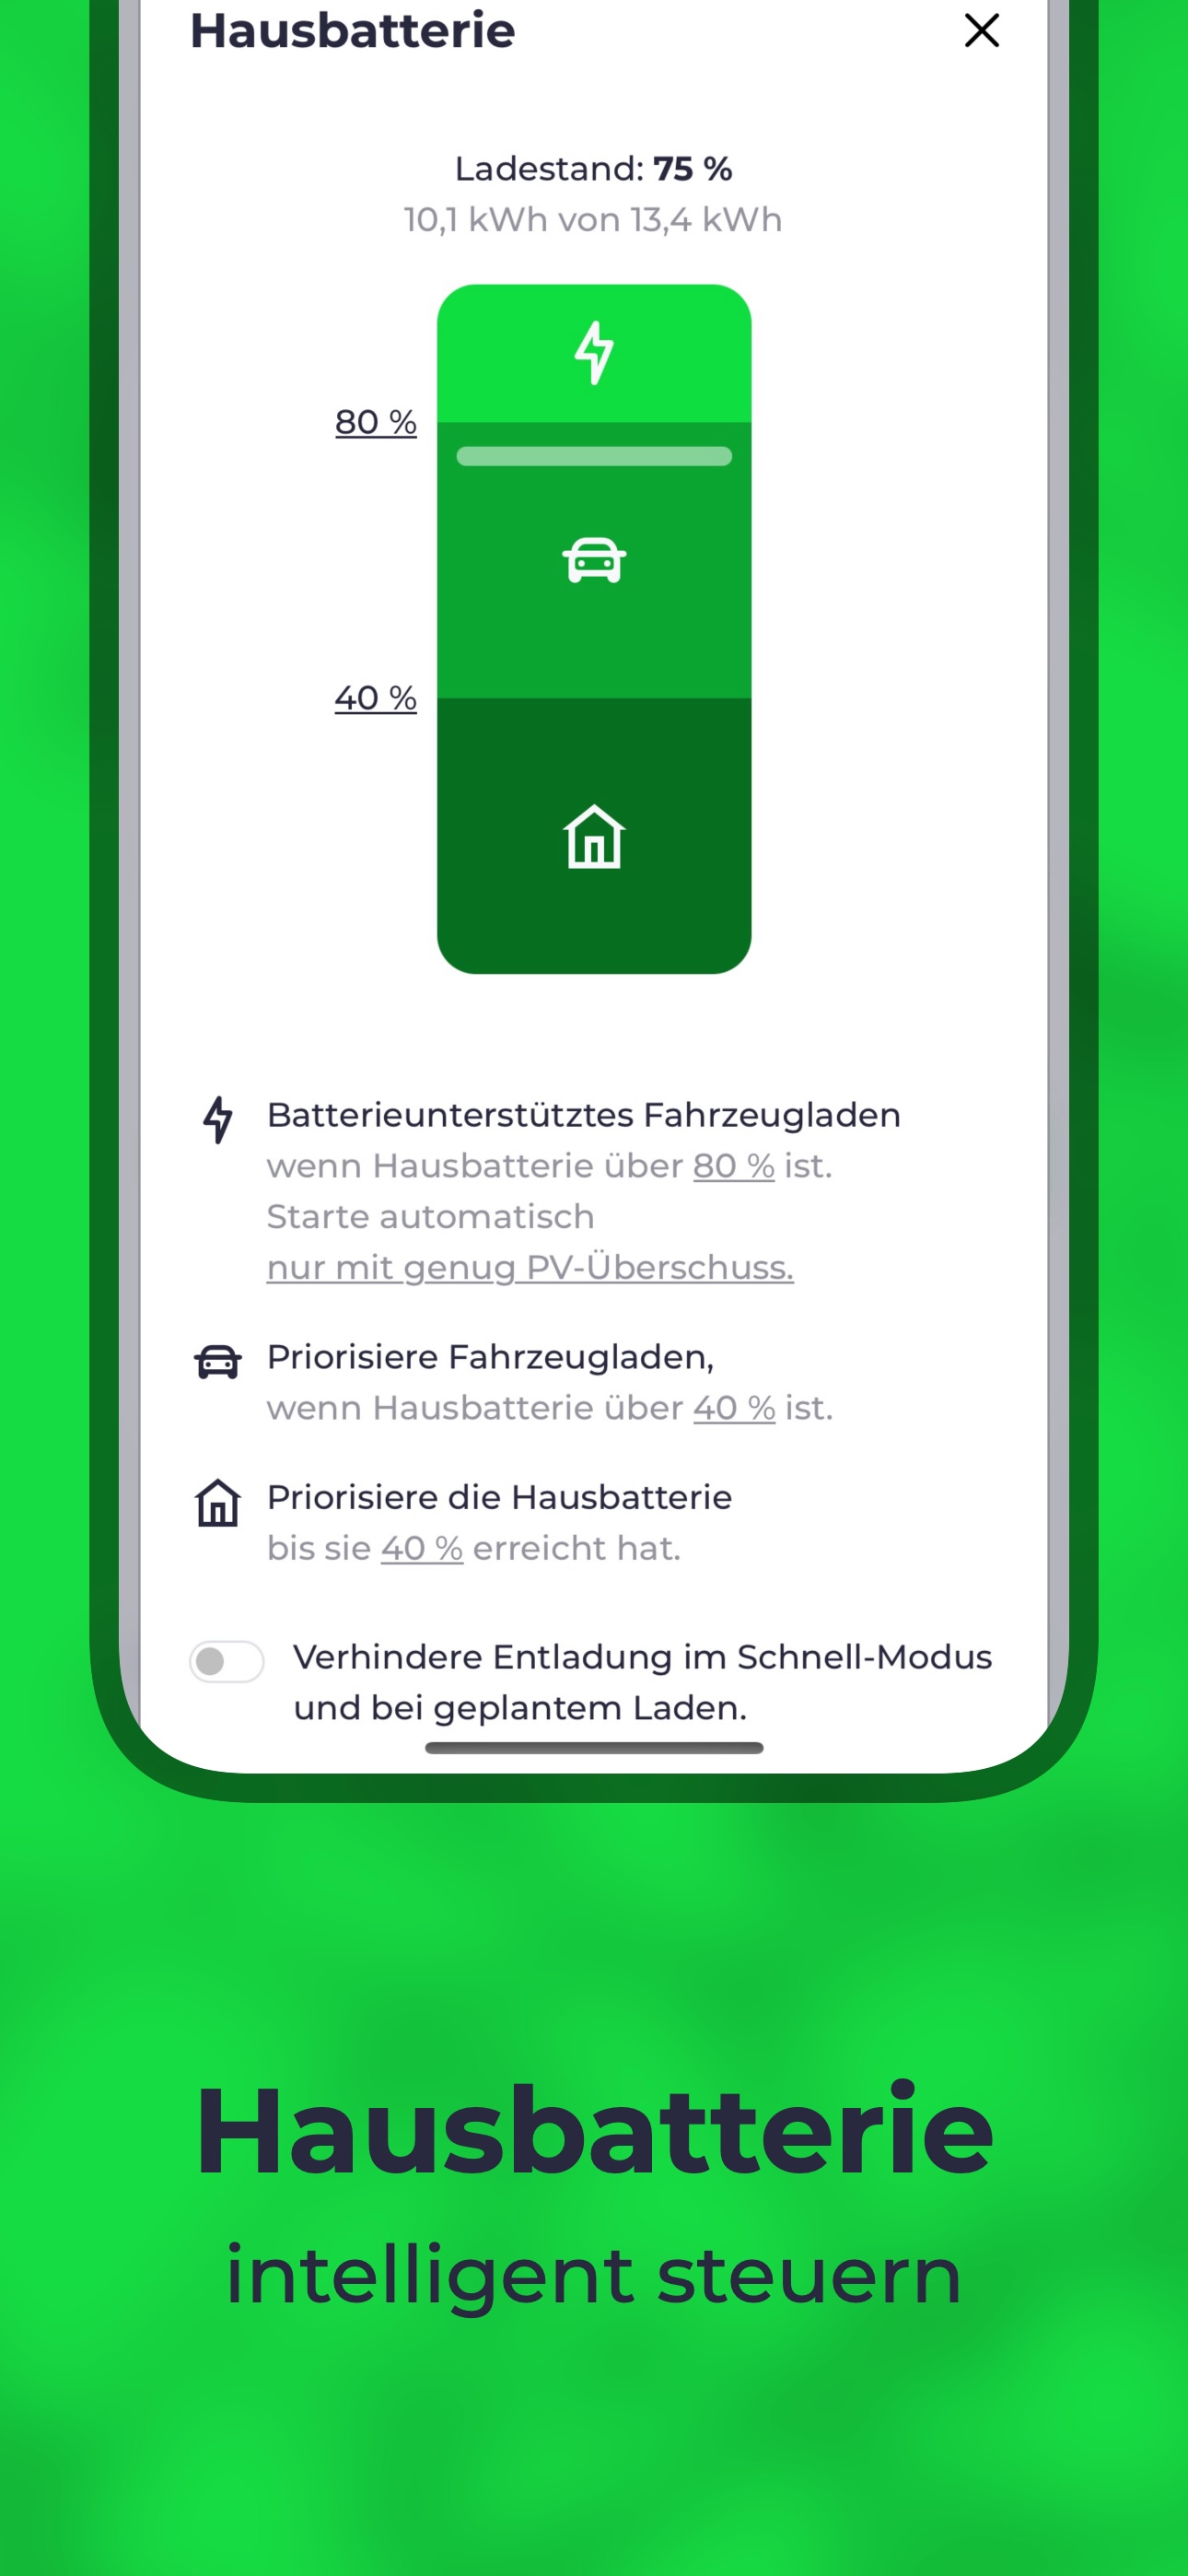 Hausbatterie
Ladestand: 75 %
10,1 kWh von 13,4 kWh
80 %
40 %
Batterieunterstütztes Fahrzeugladen
wenn Hausbatterie über 80 % ist.
Starte automatisch
nur mit genug PV-Überschuss.
Priorisiere Fahrzeugladen,
wenn Hausbatterie über 40 % ist.
Priorisiere die Hausbatterie
bis sie 40 % erreicht hat.
Verhindere Entladung im Schnell-Modus
und bei geplantem Laden.
Hausbatterie
intelligent steuern